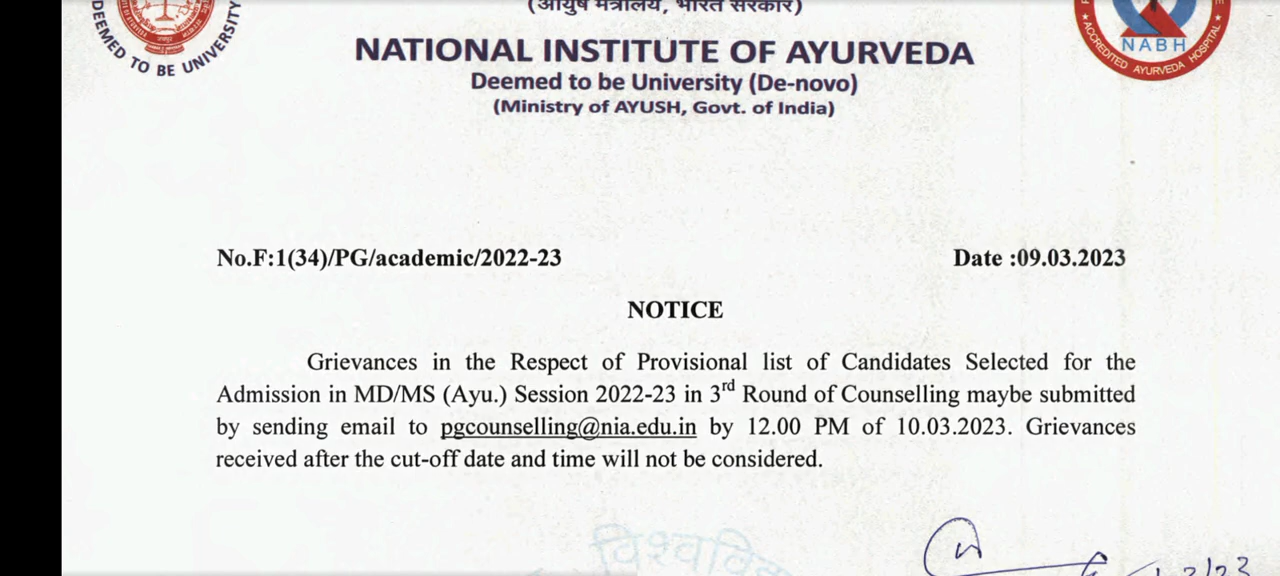 (आयुष मंत्रालय, भारत सरकार)
DEEMED TO BE UNIVERSITY
NABH
ACCREDITED AYURVEDA HOSPITAL
NATIONAL INSTITUTE OF AYURVEDA
Deemed to be University (De-novo)
(Ministry of AYUSH, Govt. of India)
No.F:1(34)/PG/academic/2022-23 Date :09.03.2023
NOTICE
Grievances in the Respect of Provisional list of Candidates Selected for the
Admission in MD/MS (Ayu.) Session 2022-23 in 3rd Round of Counselling maybe submitted
by sending email to pgcounselling@nia.edu.in by 12.00 PM of 10.03.2023. Grievances
received after the cut-off date and time will not be considered.